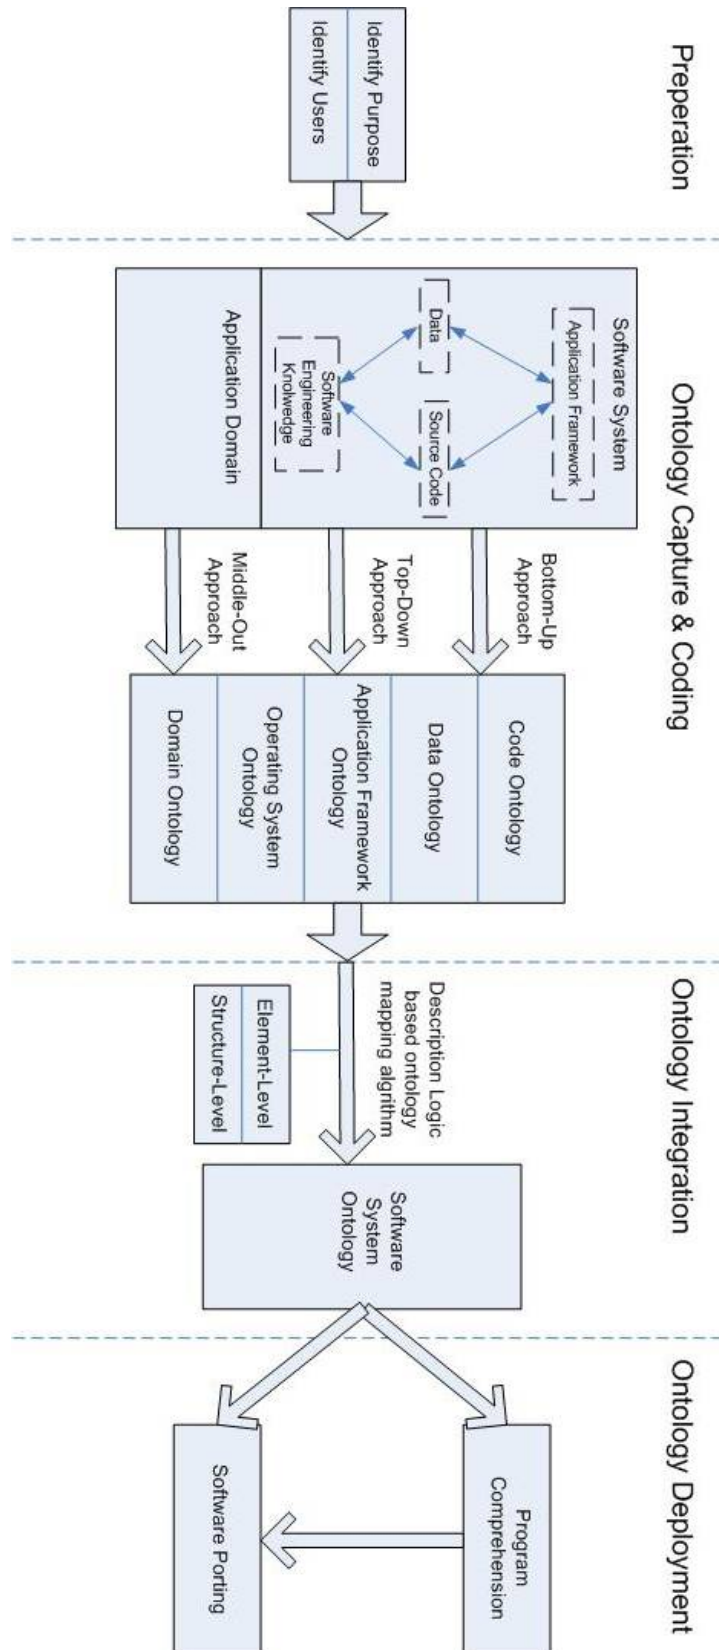 Preperation
Identify Purpose
Identify Users
Ontology Capture & Coding
Software System
Application Framework
Data
Source Code
Software
Engineering
Knolwedge
Application Domain
Bottom-Up
Approach
Top-Down
Approach
Middle-Out
Approach
Code Ontology
Data Ontology
Application Framework
Ontology
Operating System
Ontology
Domain Ontology
Ontology Integration
Description Logic
based ontology
mapping algrithm
Element-Level
Structure-Level
Software
System
Ontology
Ontology Deployment
Program
Comprehension
Software Porting